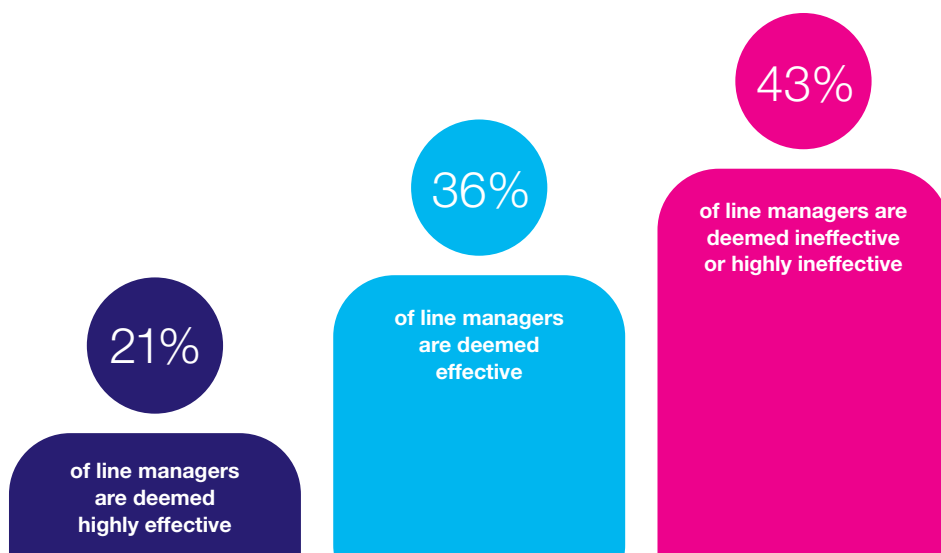 21%
of line managers
are deemed
highly effective
36%
of line managers
are deemed
effective
43%
of line managers are
deemed ineffective
or highly ineffective